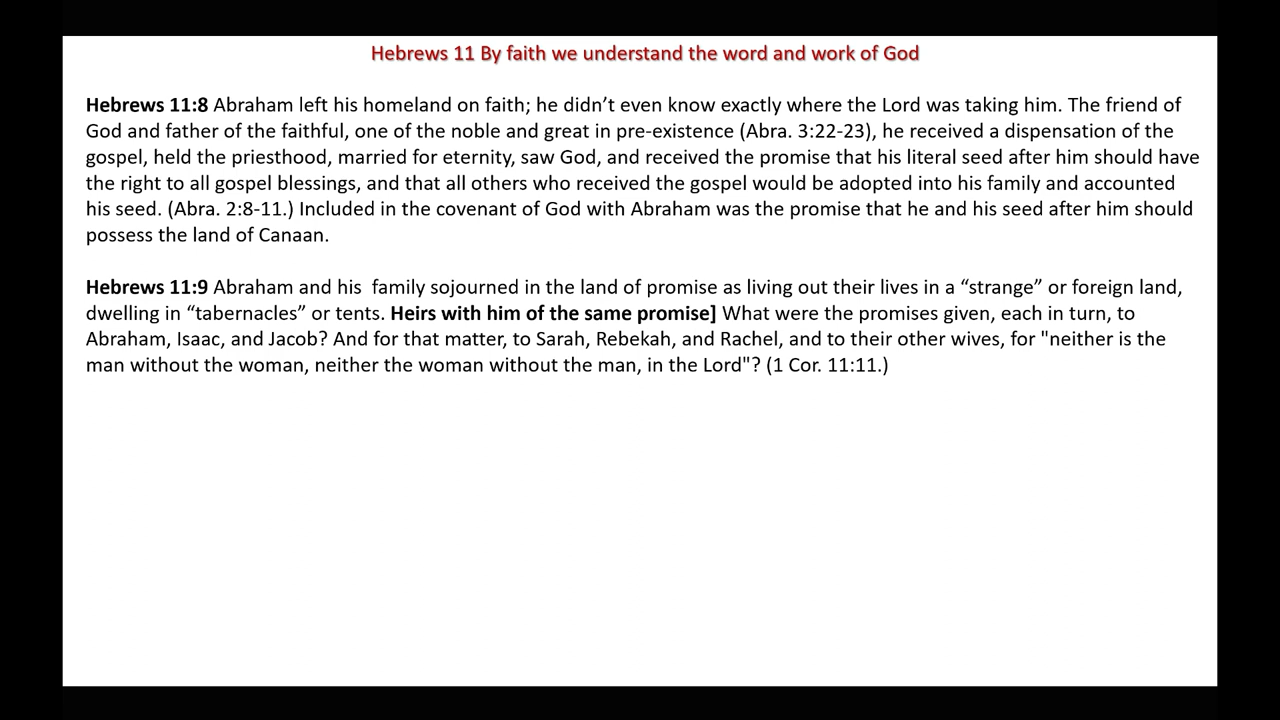 Hebrews 11 By faith we understand the word and work of God
Hebrews 11:8 Abraham left his homeland on faith; he didn’t even know exactly where the Lord was taking him. The friend of
God and father of the faithful, one of the noble and great in pre-existence (Abra. 3:22-23), he received a dispensation of the
gospel, held the priesthood, married for eternity, saw God, and received the promise that his literal seed after him should have
the right to all gospel blessings, and that all others who received the gospel would be adopted into his family and accounted
his seed. (Abra. 2:8-11.) Included in the covenant of God with Abraham was the promise that he and his seed after him should
possess the land of Canaan.
Hebrews 11:9 Abraham and his  family sojourned in the land of promise as living out their lives in a “strange” or foreign land,
dwelling in “tabernacles” or tents. Heirs with him of the same promise] What were the promises given, each in turn, to
Abraham, Isaac, and Jacob? And for that matter, to Sarah, Rebekah, and Rachel, and to their other wives, for "neither is the
man without the woman, neither the woman without the man, in the Lord"? (1 Cor. 11:11.)